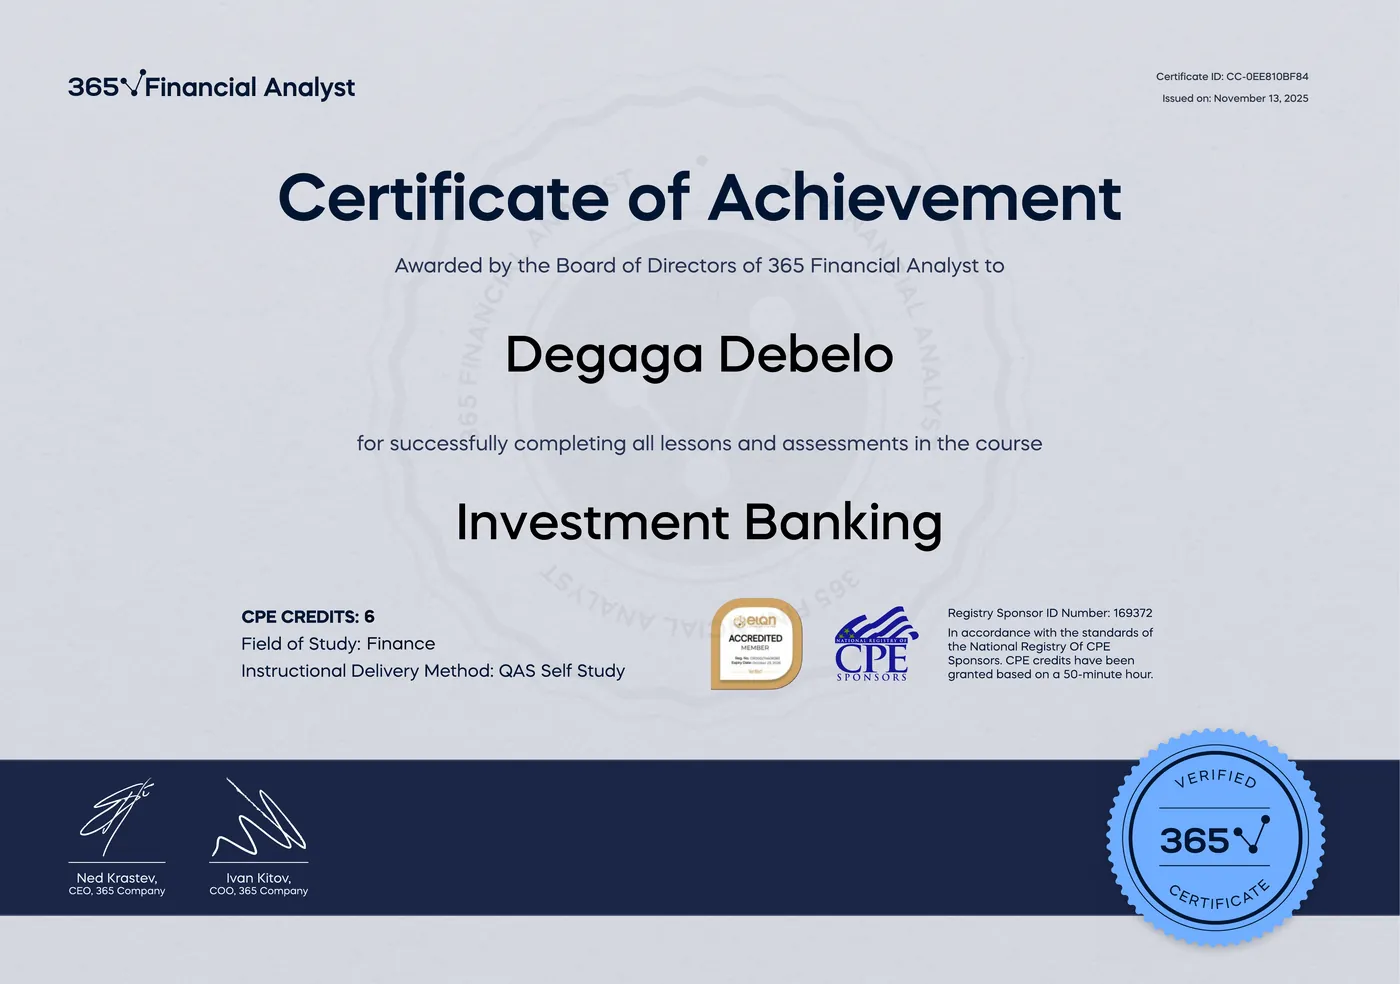 365 Financial Analyst
Certificate ID: CC-0EE810BF84
Issued on: November 13, 2025
Certificate of Achievement
Awarded by the Board of Directors of 365 Financial Analyst to
Degaga Debelo
for successfully completing all lessons and assessments in the course
Investment Banking
CPE CREDITS: 6
Field of Study: Finance
Instructional Delivery Method: QAS Self Study
elan
ACCREDITED
MEMBER
NATIONAL REGISTRY OF
CPE
SPONSORS
Registry Sponsor ID Number: 169372
In accordance with the standards of
the National Registry Of CPE
Sponsors. CPE credits have been
granted based on a 50-minute hour.
Ned Krastev,
CEO, 365 Company
Ivan Kitov,
COO, 365 Company
VERIFIED
365
CERTIFICATE